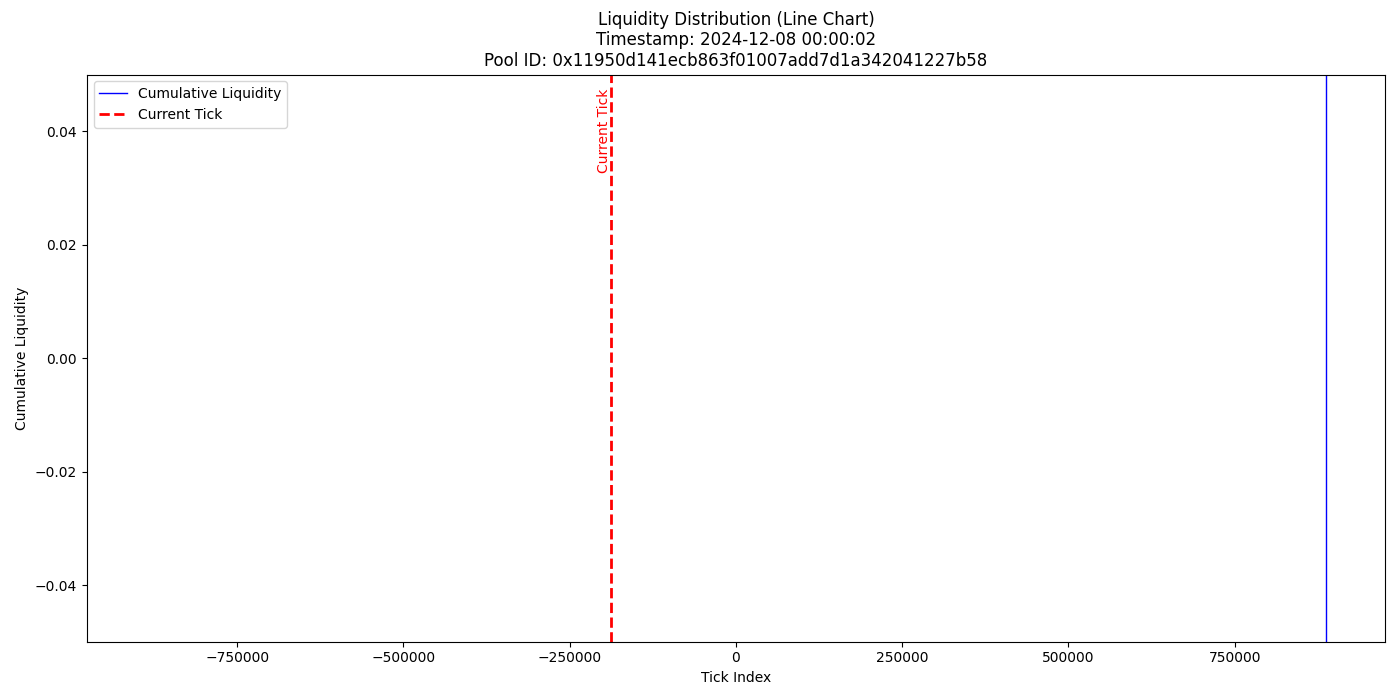 Liquidity Distribution (Line Chart)
Timestamp: 2024-12-08 00:00:02
Pool ID: 0x11950d141ecb863f01007add7d1a342041227b58
Cumulative Liquidity
Current Tick
Current Tick
0.04
0.02
0.00
−0.02
−0.04
Cumulative Liquidity
−750000
−500000
−250000
0
250000
500000
750000
Tick Index